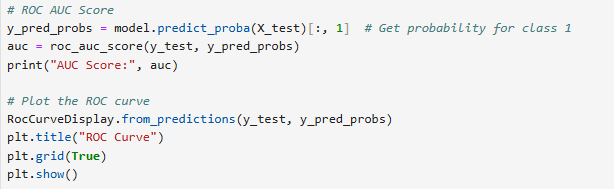 # ROC AUC Score
y_pred_probs = model.predict_proba(X_test)[:, 1]  # Get probability for class 1
auc = roc_auc_score(y_test, y_pred_probs)
print("AUC Score:", auc)

# Plot the ROC curve
RocCurveDisplay.from_predictions(y_test, y_pred_probs)
plt.title("ROC Curve")
plt.grid(True)
plt.show()